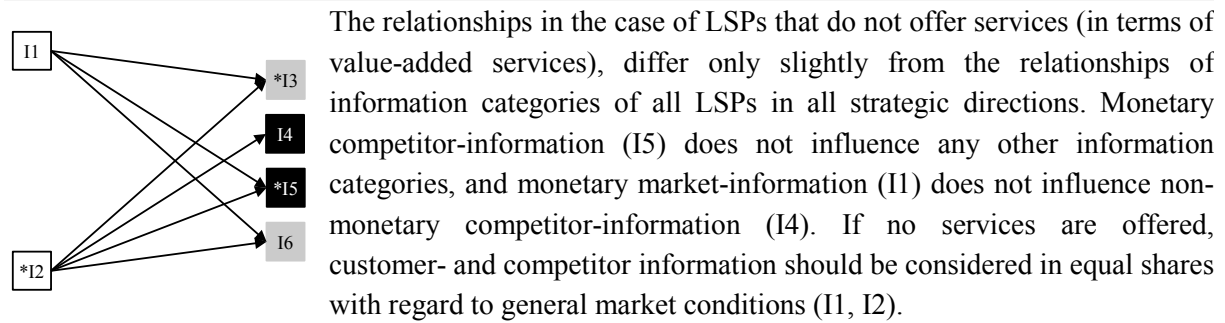 I1
*I3
I4
*I5
I6
*I2
The relationships in the case of LSPs that do not offer services (in terms of
value-added services), differ only slightly from the relationships of
information categories of all LSPs in all strategic directions. Monetary
competitor-information (I5) does not influence any other information
categories, and monetary market-information (I1) does not influence non-
monetary competitor-information (I4). If no services are offered,
customer- and competitor information should be considered in equal shares
with regard to general market conditions (I1, I2).